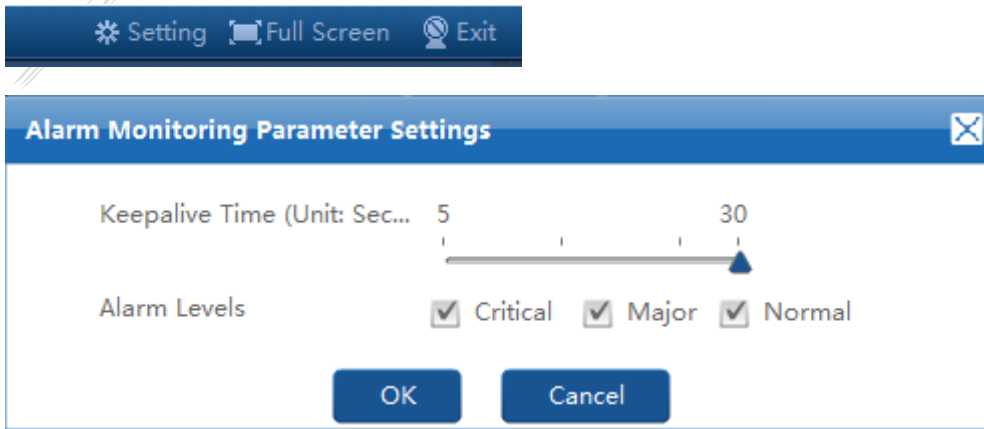 Setting Full Screen Exit
Alarm Monitoring Parameter Settings
Keepalive Time (Unit: Sec... 5 30
Alarm Levels Critical Major Normal
OK Cancel